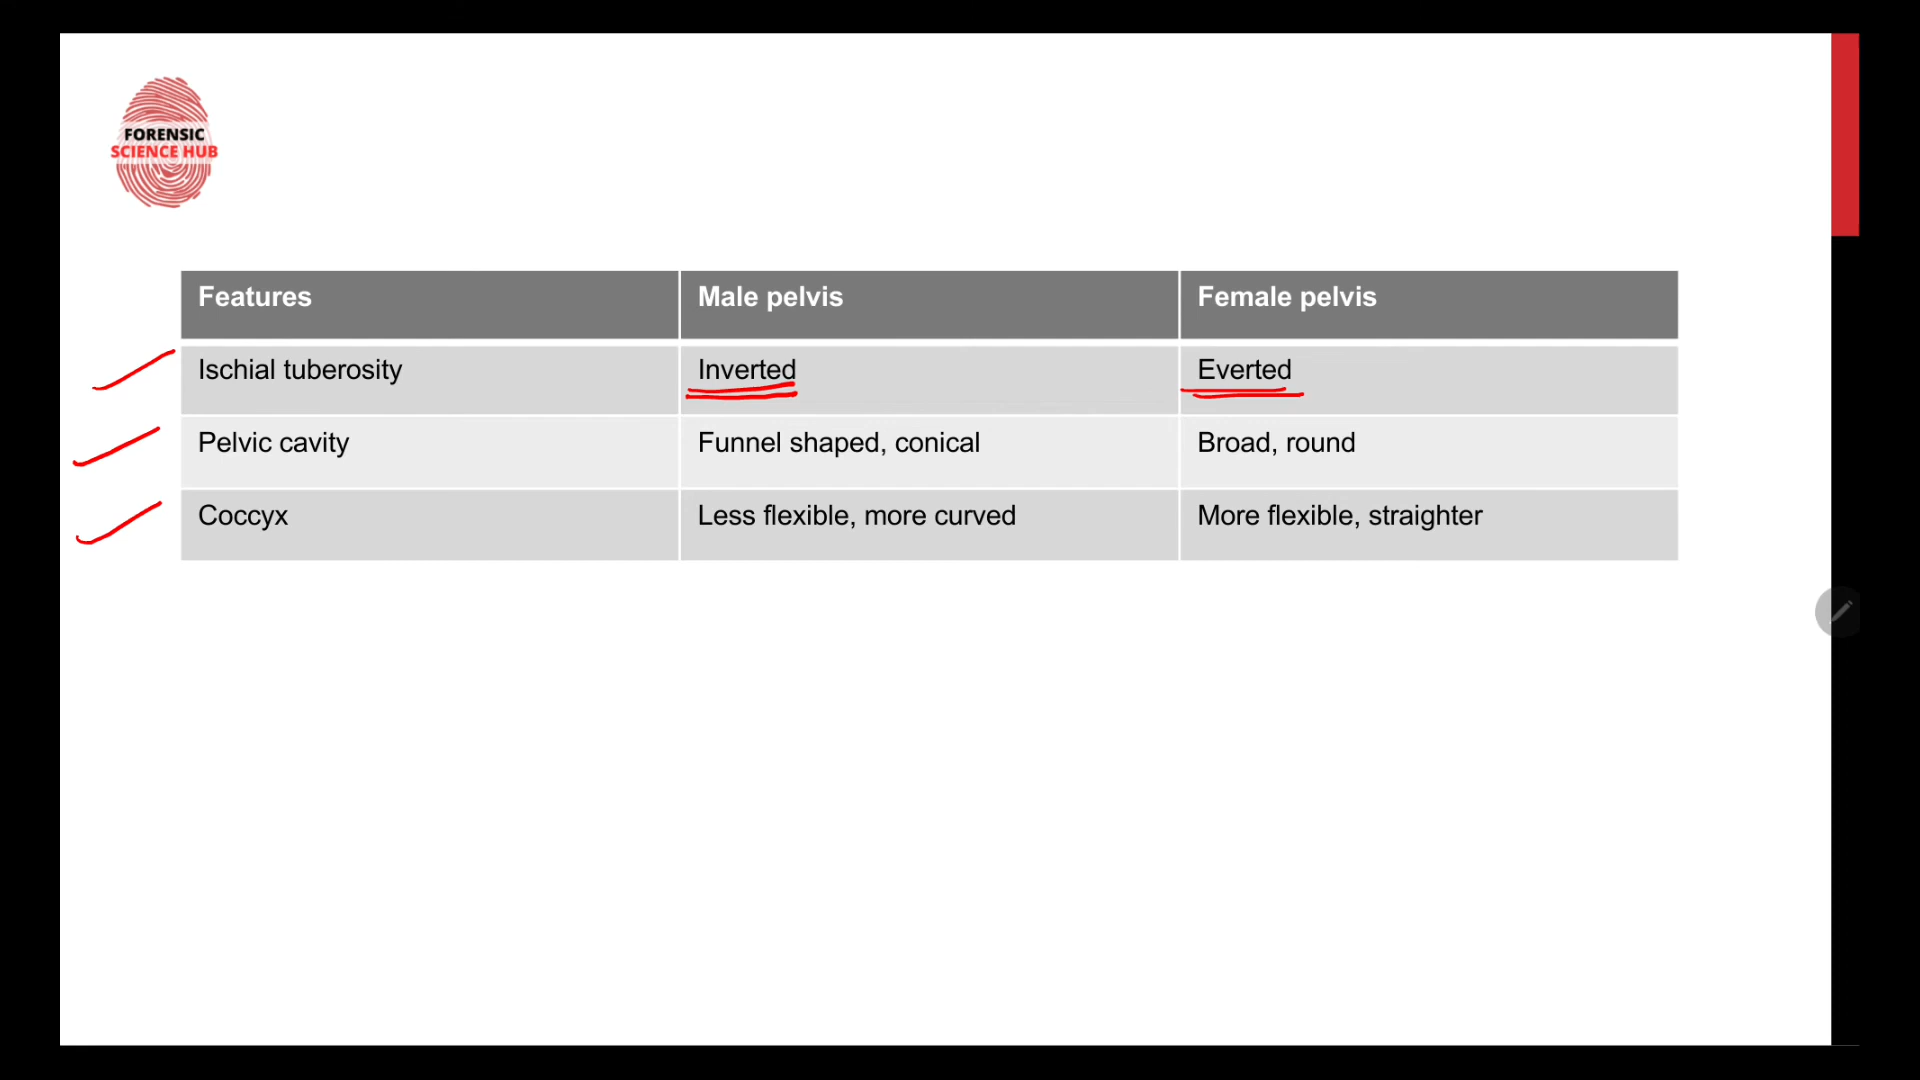 FORENSIC
SCIENCE HUB
Features Male pelvis Female pelvis
Ischial tuberosity Inverted Everted
Pelvic cavity Funnel shaped, conical Broad, round
Coccyx Less flexible, more curved More flexible, straighter